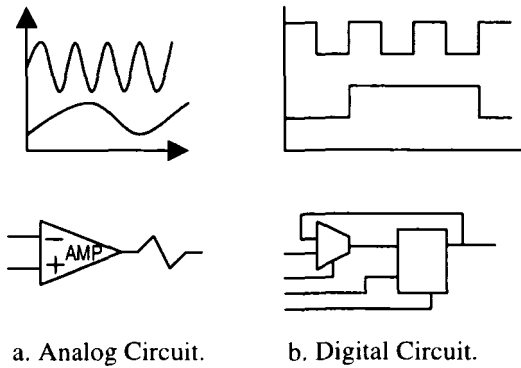 −
AMP
+
a. Analog Circuit.
b. Digital Circuit.